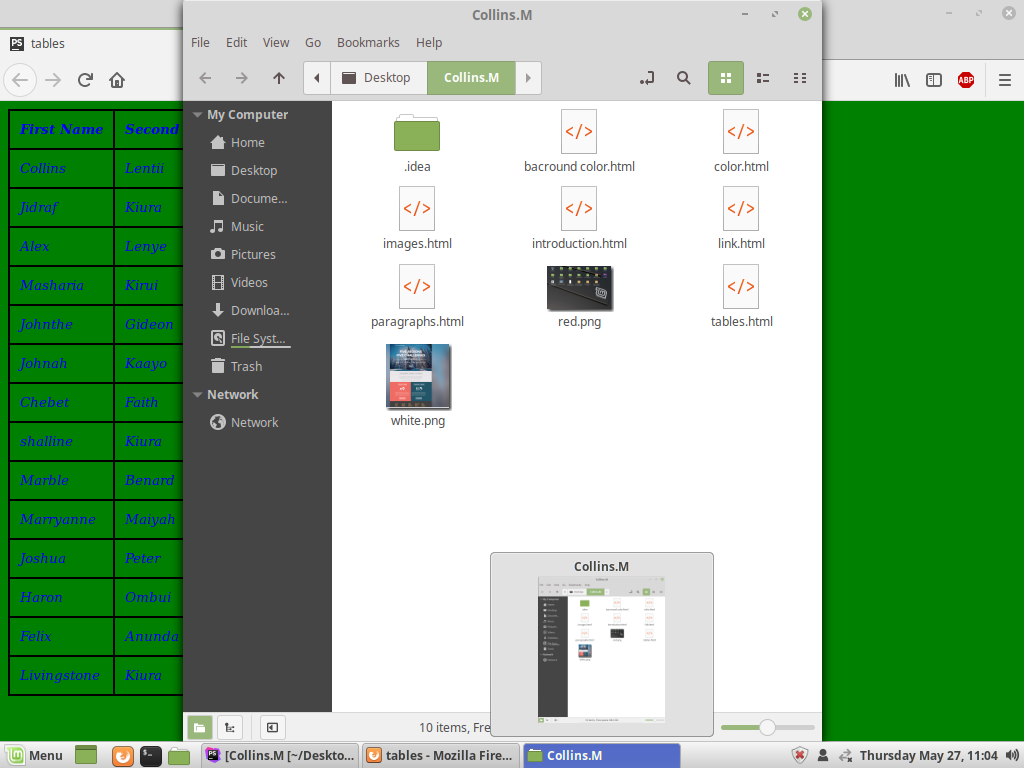 Collins.M
PS tables
File Edit View Go Bookmarks Help
Desktop Collins.M
ABP
First Name Second
Collins Lentii
Jidraf Kiura
Alex Lenye
Masharia Kirui
Johnthe Gideon
Johnah Kaayo
Chebet Faith
shalline Kiura
Marble Benard
Marryanne Maiyah
Joshua Peter
Haron Ombui
Felix Anunda
Livingstone Kiura
My Computer
Home
Desktop
Docume...
Music
Pictures
Videos
Downloa...
File Syst...
Trash
Network
Network
.idea bacround color.html color.html
images.html introduction.html link.html
paragraphs.html red.png tables.html
white.png
Collins.M
10 items, Fre
Menu PS [Collins.M [~/Deskto... tables - Mozilla Fire... Collins.M Thursday May 27, 11:04